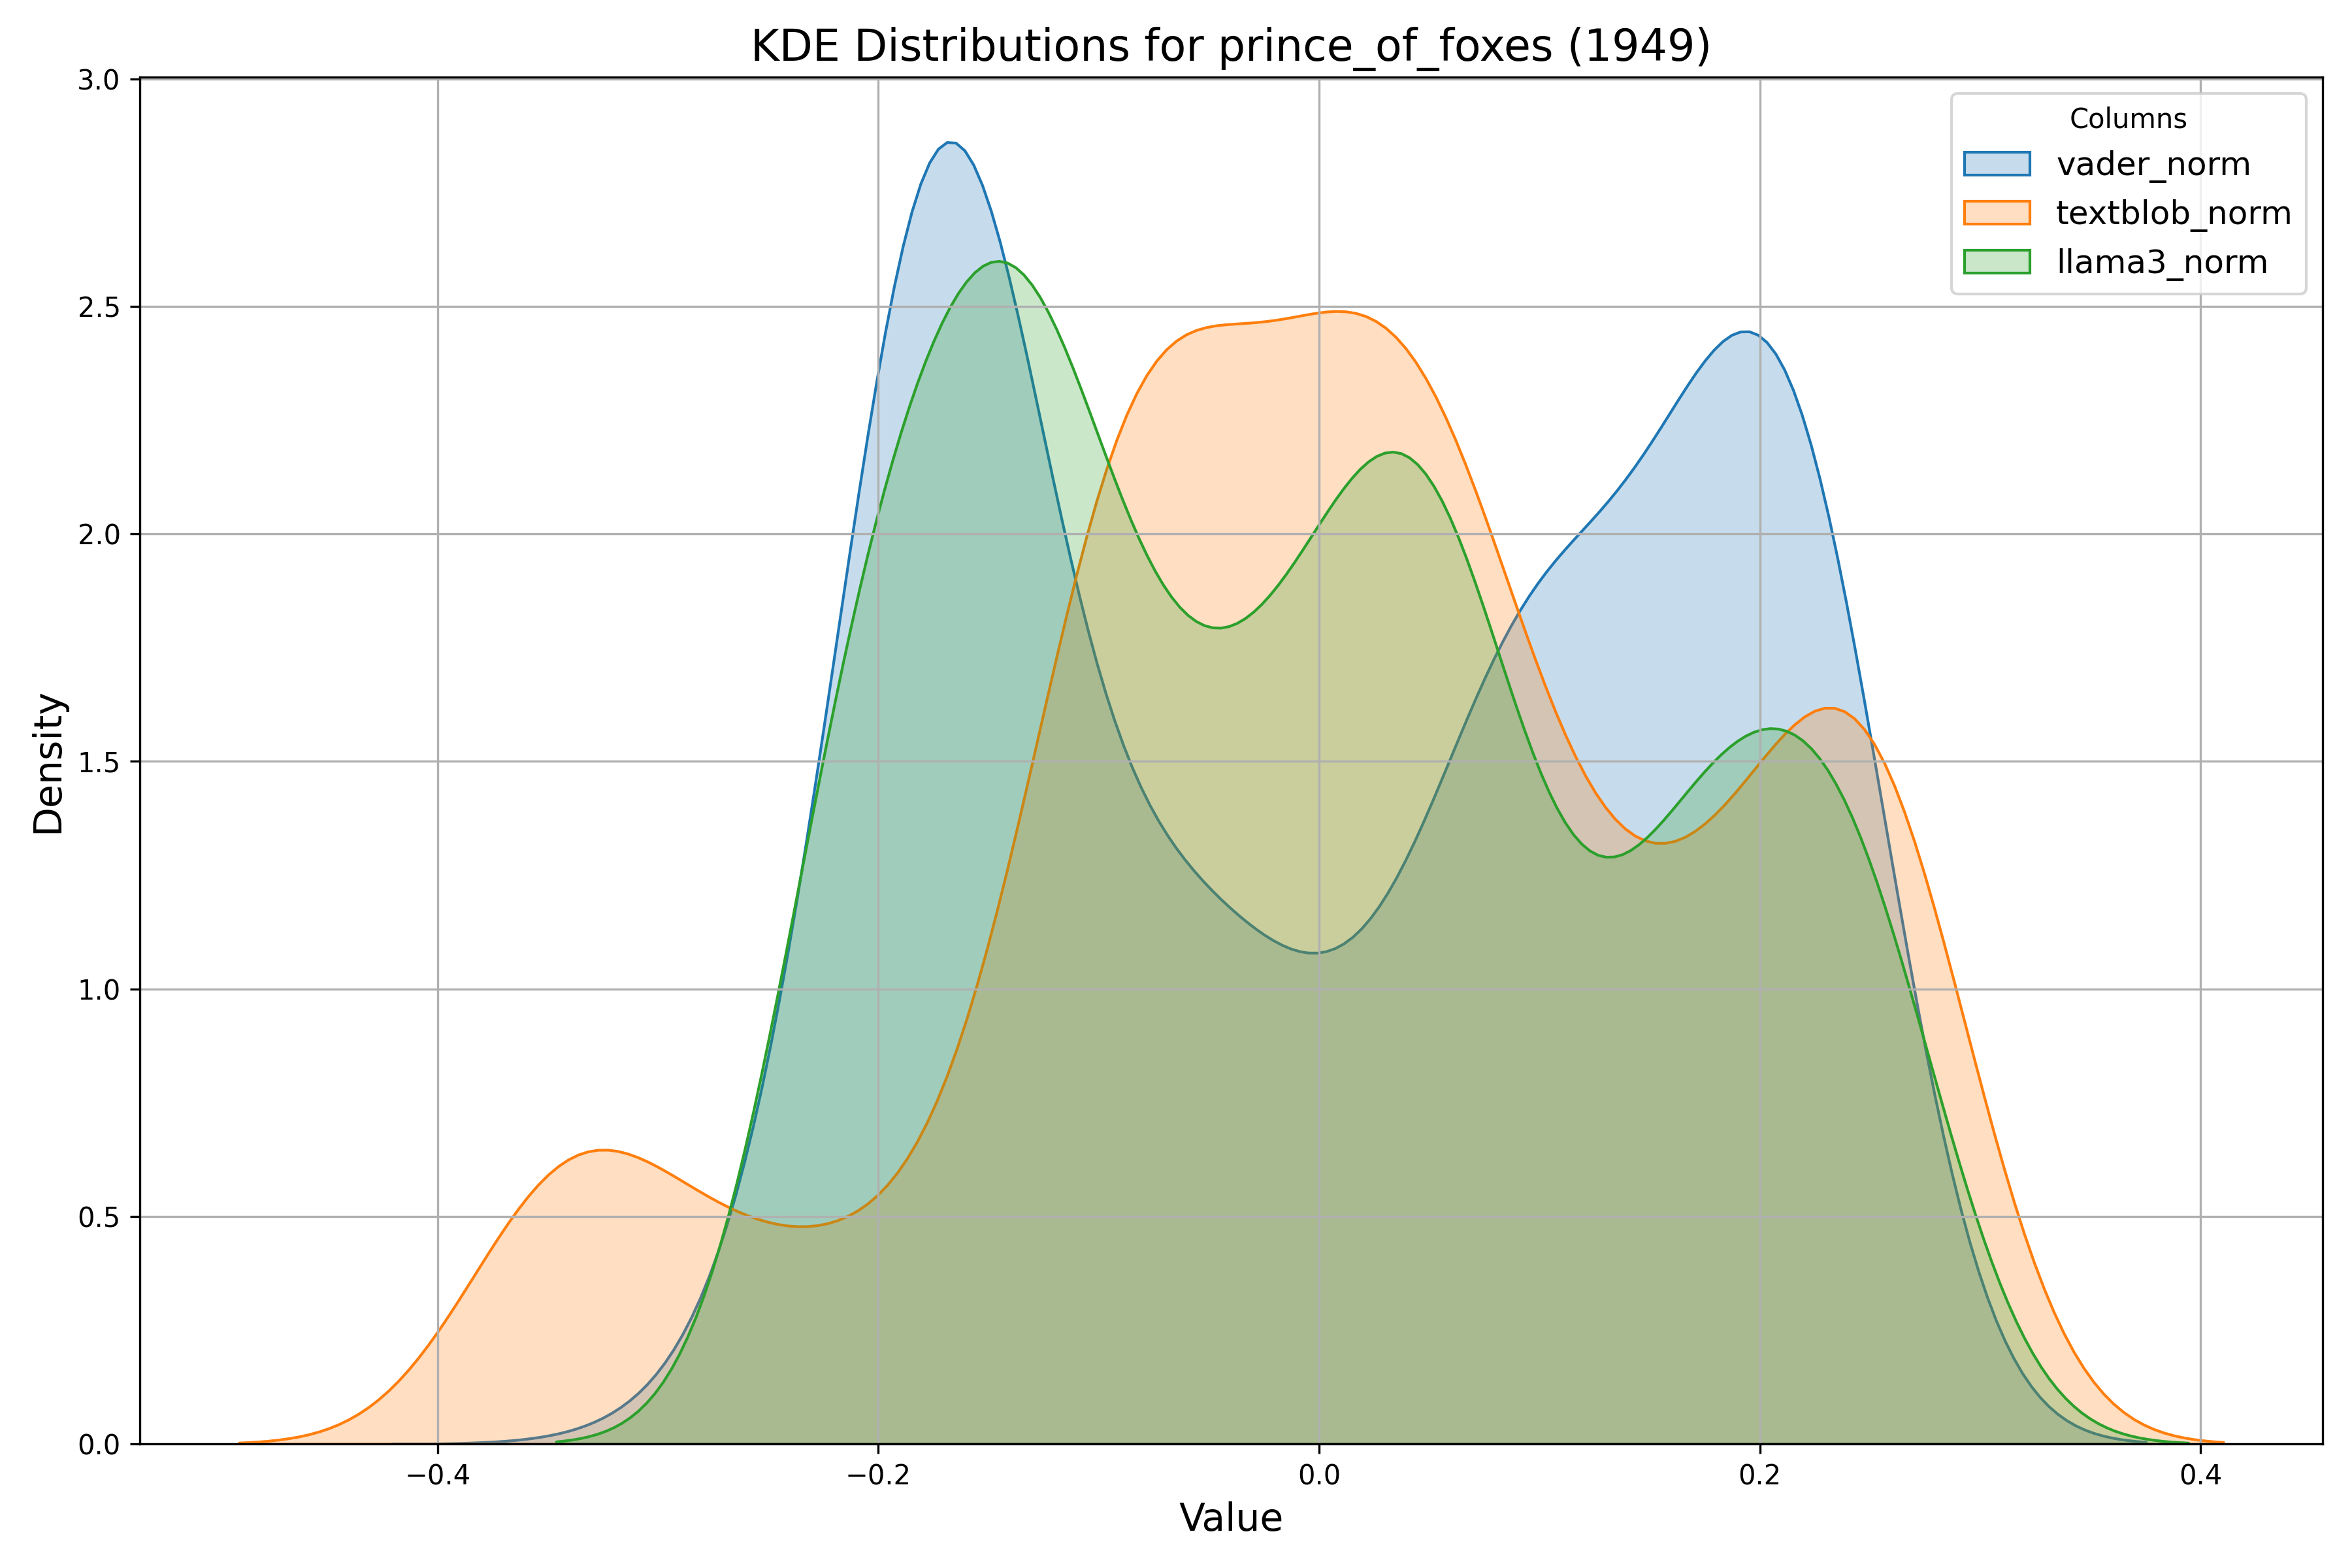 KDE Distributions for prince_of_foxes (1949)
Columns
vader_norm
textblob_norm
llama3_norm
Density
3.0
2.5
2.0
1.5
1.0
0.5
0.0
−0.4
−0.2
0.0
0.2
0.4
Value